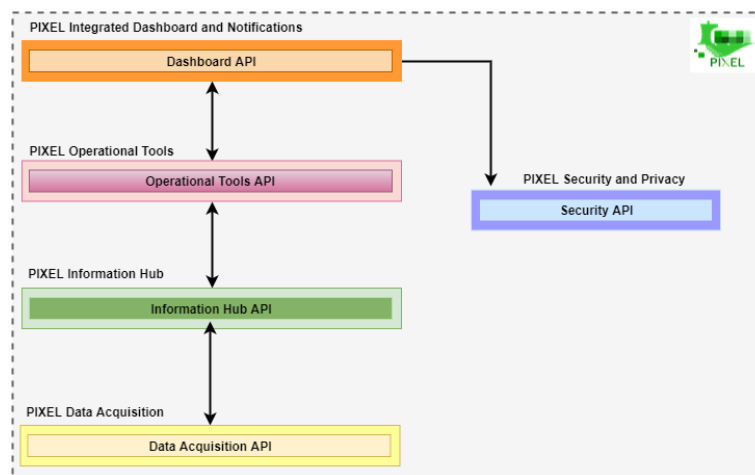 PIXEL Integrated Dashboard and Notifications
Dashboard API
PIXEL
PIXEL Operational Tools
Operational Tools API
PIXEL Security and Privacy
Security API
PIXEL Information Hub
Information Hub API
PIXEL Data Acquisition
Data Acquisition API